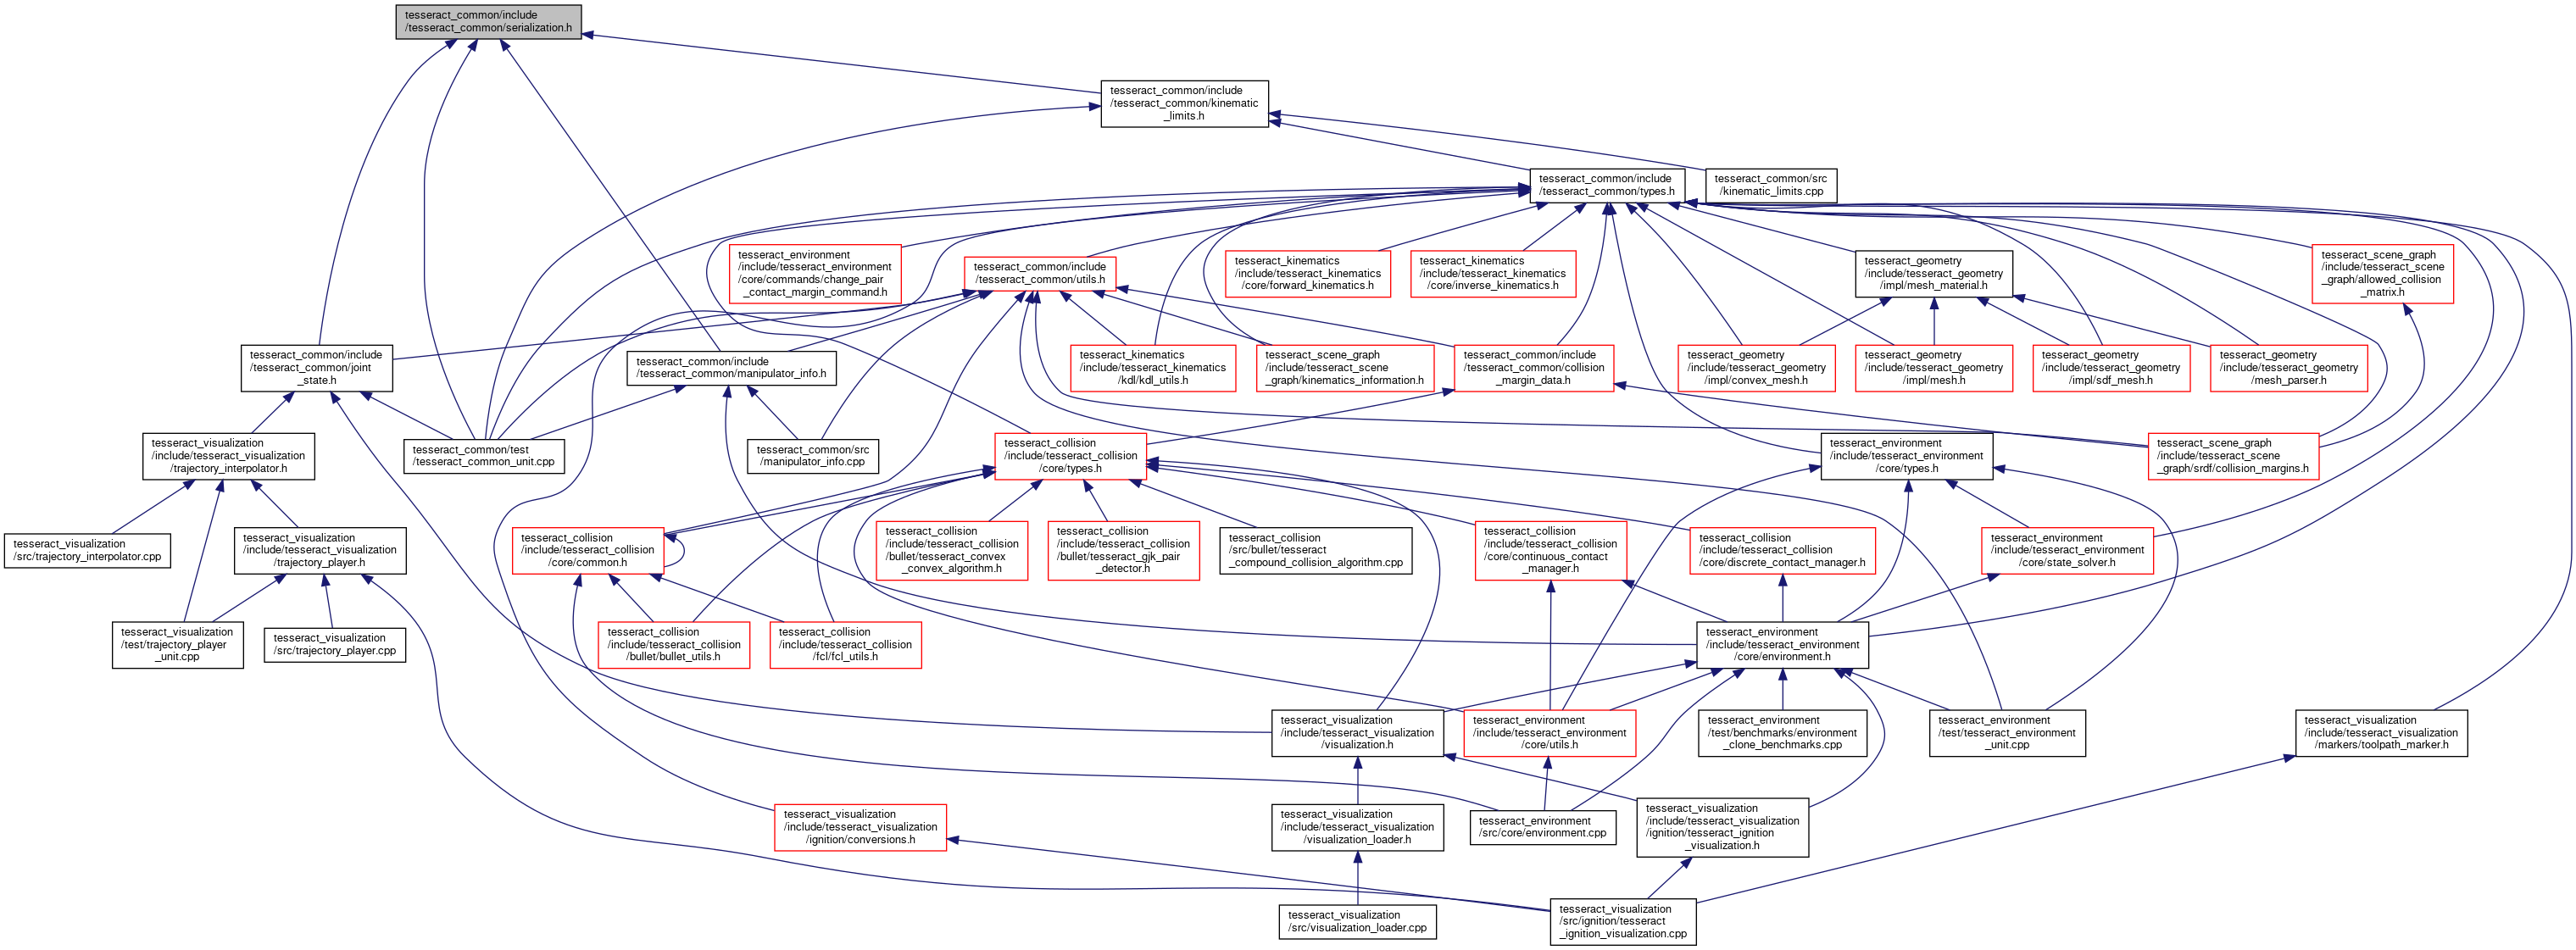 tesseract_common/include
/tesseract_common/serialization.h
tesseract_common/include
/tesseract_common/kinematic
_limits.h
tesseract_common/include
/tesseract_common/types.h
tesseract_common/src
/kinematic_limits.cpp
tesseract_environment
/include/tesseract_environment
/core/commands/change_pair
_contact_margin_command.h
tesseract_common/include
/tesseract_common/utils.h
tesseract_kinematics
/include/tesseract_kinematics
/core/forward_kinematics.h
tesseract_kinematics
/include/tesseract_kinematics
/core/inverse_kinematics.h
tesseract_geometry
/include/tesseract_geometry
/impl/mesh_material.h
tesseract_scene_graph
/include/tesseract_scene
_graph/allowed_collision
_matrix.h
tesseract_common/include
/tesseract_common/joint
_state.h
tesseract_common/include
/tesseract_common/manipulator_info.h
tesseract_kinematics
/include/tesseract_kinematics
/kdl/kdl_utils.h
tesseract_scene_graph
/include/tesseract_scene
_graph/kinematics_information.h
tesseract_common/include
/tesseract_common/collision
_margin_data.h
tesseract_geometry
/include/tesseract_geometry
/impl/convex_mesh.h
tesseract_geometry
/include/tesseract_geometry
/impl/mesh.h
tesseract_geometry
/include/tesseract_geometry
/impl/sdf_mesh.h
tesseract_geometry
/include/tesseract_geometry
/mesh_parser.h
tesseract_visualization
/include/tesseract_visualization
/trajectory_interpolator.h
tesseract_common/test
/tesseract_common_unit.cpp
tesseract_common/src
/manipulator_info.cpp
tesseract_collision
/include/tesseract_collision
/core/types.h
tesseract_environment
/include/tesseract_environment
/core/types.h
tesseract_scene_graph
/include/tesseract_scene
_graph/srdf/collision_margins.h
tesseract_visualization
/src/trajectory_interpolator.cpp
tesseract_visualization
/include/tesseract_visualization
/trajectory_player.h
tesseract_collision
/include/tesseract_collision
/core/common.h
tesseract_collision
/include/tesseract_collision
/bullet/tesseract_convex
_convex_algorithm.h
tesseract_collision
/include/tesseract_collision
/bullet/tesseract_gjk_pair
_detector.h
tesseract_collision
/src/bullet/tesseract
_compound_collision_algorithm.cpp
tesseract_collision
/include/tesseract_collision
/core/continuous_contact
_manager.h
tesseract_collision
/include/tesseract_collision
/core/discrete_contact_manager.h
tesseract_environment
/include/tesseract_environment
/core/state_solver.h
tesseract_visualization
/test/trajectory_player
_unit.cpp
tesseract_visualization
/src/trajectory_player.cpp
tesseract_collision
/include/tesseract_collision
/bullet/bullet_utils.h
tesseract_collision
/include/tesseract_collision
/fcl/fcl_utils.h
tesseract_environment
/include/tesseract_environment
/core/environment.h
tesseract_visualization
/include/tesseract_visualization
/visualization.h
tesseract_environment
/include/tesseract_environment
/core/utils.h
tesseract_environment
/test/benchmarks/environment
_clone_benchmarks.cpp
tesseract_environment
/test/tesseract_environment
_unit.cpp
tesseract_visualization
/include/tesseract_visualization
/markers/toolpath_marker.h
tesseract_visualization
/include/tesseract_visualization
/ignition/conversions.h
tesseract_visualization
/include/tesseract_visualization
/visualization_loader.h
tesseract_environment
/src/core/environment.cpp
tesseract_visualization
/include/tesseract_visualization
/ignition/tesseract_ignition
_visualization.h
tesseract_visualization
/src/visualization_loader.cpp
tesseract_visualization
/src/ignition/tesseract
_ignition_visualization.cpp